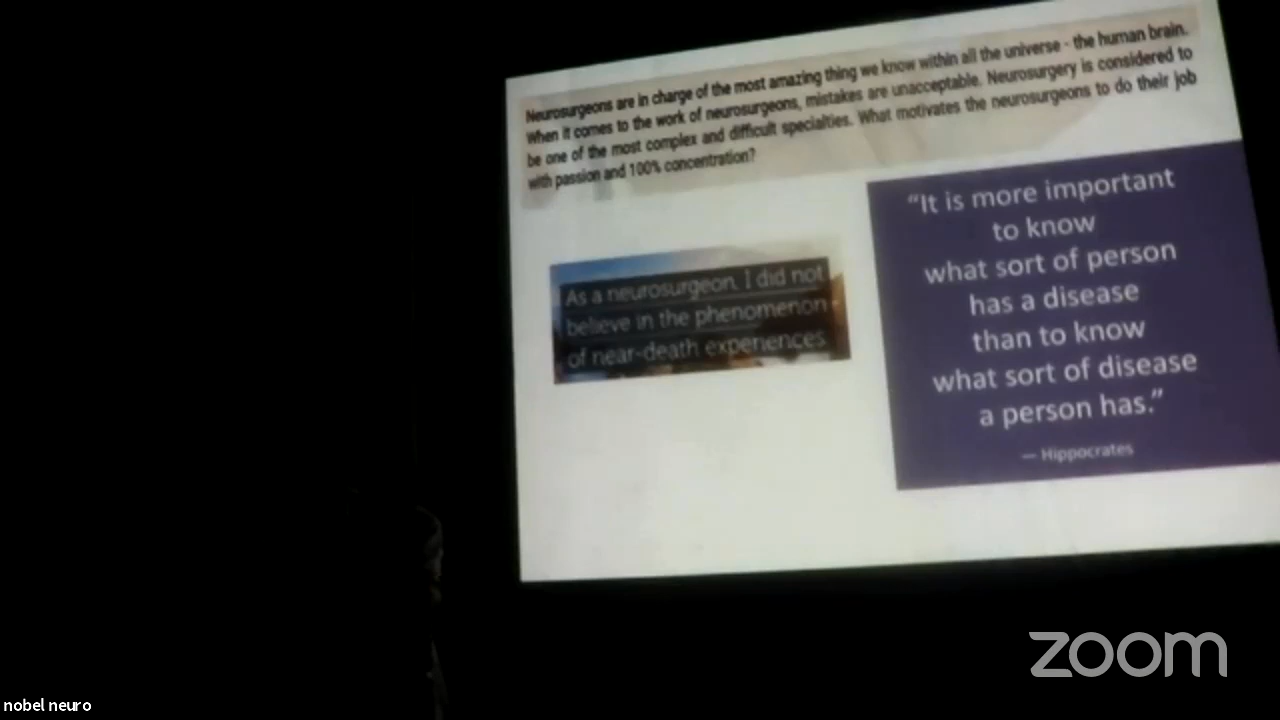 Neurosurgeons are in charge of the most amazing thing we know within all the universe - the human brain.
When it comes to the work of neurosurgeons, mistakes are unacceptable. Neurosurgery is considered to
be one of the most complex and difficult specialties. What motivates the neurosurgeons to do their job
with passion and 100% concentration?
As a neurosurgeon, I did not
believe in the phenomenon
of near-death experiences
“It is more important
to know
what sort of person
has a disease
than to know
what sort of disease
a person has.”
— Hippocrates
zoom
nobel neuro